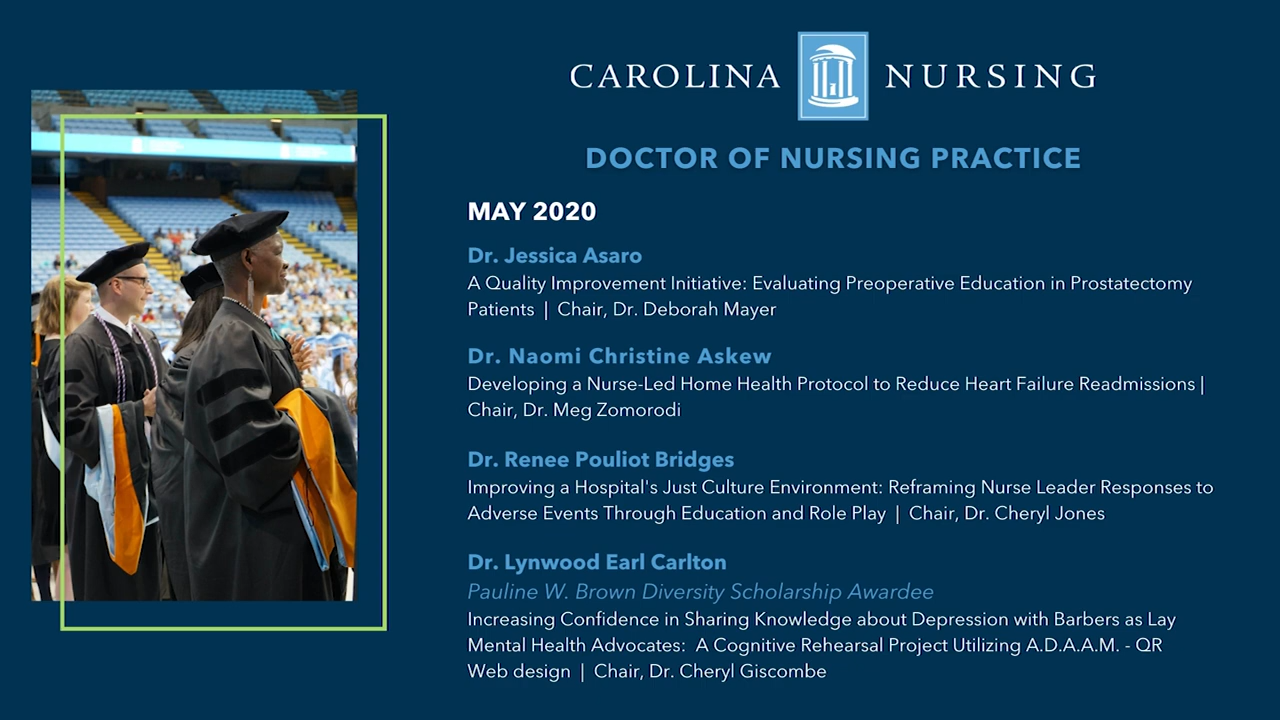 CAROLINA NURSING
DOCTOR OF NURSING PRACTICE
MAY 2020
Dr. Jessica Asaro
A Quality Improvement Initiative: Evaluating Preoperative Education in Prostatectomy
Patients | Chair, Dr. Deborah Mayer
Dr. Naomi Christine Askew
Developing a Nurse-Led Home Health Protocol to Reduce Heart Failure Readmissions |
Chair, Dr. Meg Zomorodi
Dr. Renee Pouliot Bridges
Improving a Hospital's Just Culture Environment: Reframing Nurse Leader Responses to
Adverse Events Through Education and Role Play | Chair, Dr. Cheryl Jones
Dr. Lynwood Earl Carlton
Pauline W. Brown Diversity Scholarship Awardee
Increasing Confidence in Sharing Knowledge about Depression with Barbers as Lay
Mental Health Advocates: A Cognitive Rehearsal Project Utilizing A.D.A.A.M. - QR
Web design | Chair, Dr. Cheryl Giscombe